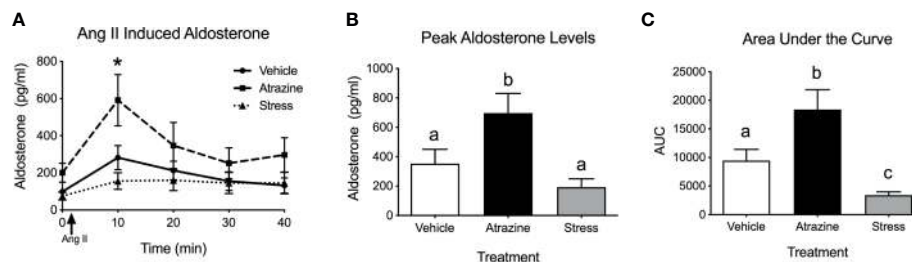 A
Ang II Induced Aldosterone
Aldosterone (pg/ml)
800
600
400
200
0
*
Vehicle
Atrazine
Stress
0
10
20
30
40
Ang II
Time (min)
B
Peak Aldosterone Levels
Aldosterone (pg/ml)
1000
800
600
400
200
0
a
b
a
Vehicle
Atrazine
Stress
Treatment
C
Area Under the Curve
AUC
25000
20000
15000
10000
5000
0
a
b
c
Vehicle
Atrazine
Stress
Treatment